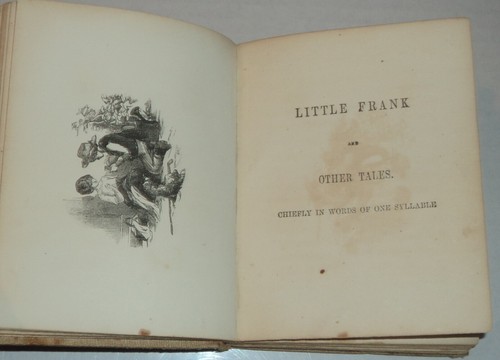 LITTLE FRANK
AND
OTHER TALES.
CHIEFLY IN WORDS OF ONE SYLLABLE